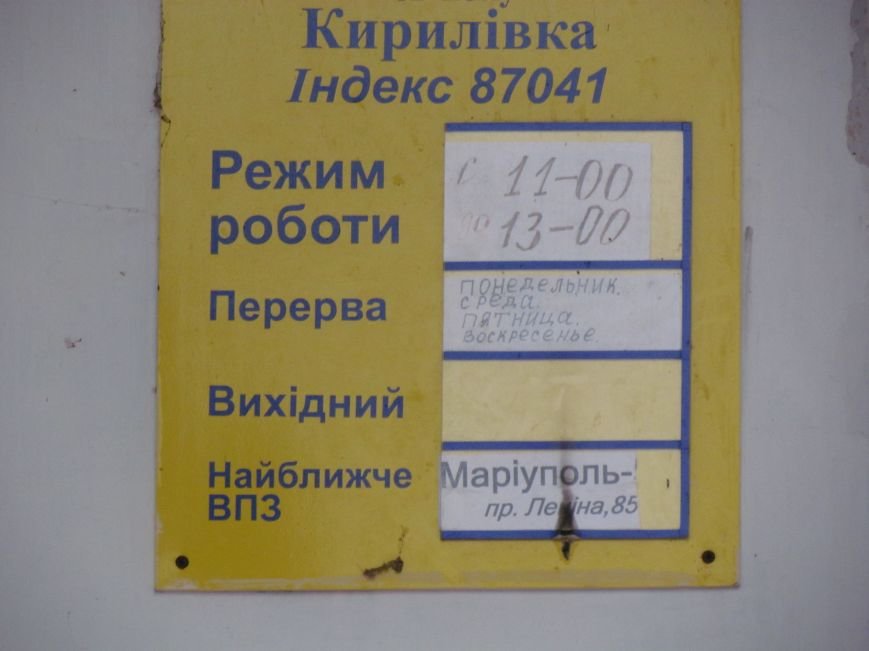 Кирилівка
Індекс 87041
Режим
роботи
с 11-00
до 13-00
Перерва
понедельник.
среда.
пятница.
воскресенье.
Вихідний
Найближче
ВПЗ
Маріуполь-
пр. Леніна,85